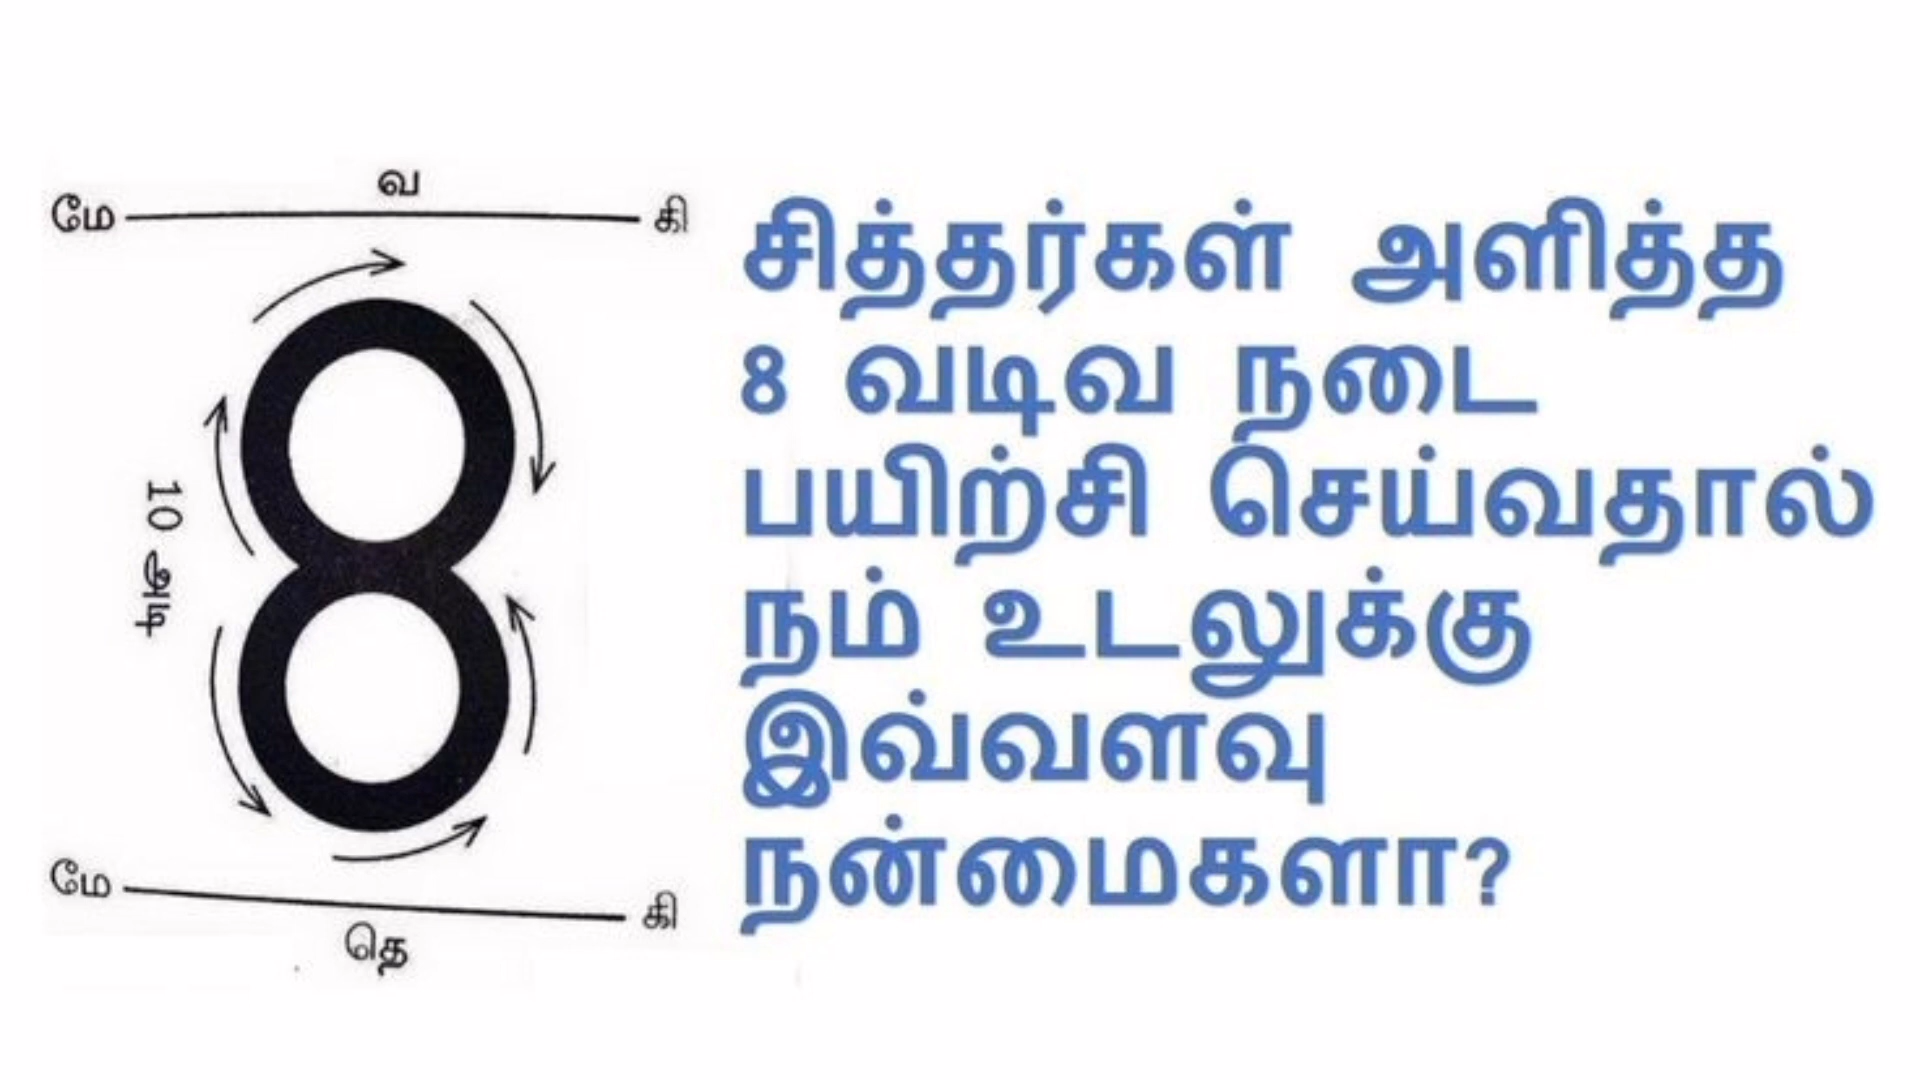 வ
மே
கி
10 அடி
மே
கி
தெ
சித்தர்கள் அளித்த
8 வடிவ நடை
பயிற்சி செய்வதால்
நம் உடலுக்கு
இவ்வளவு
நன்மைகளா?